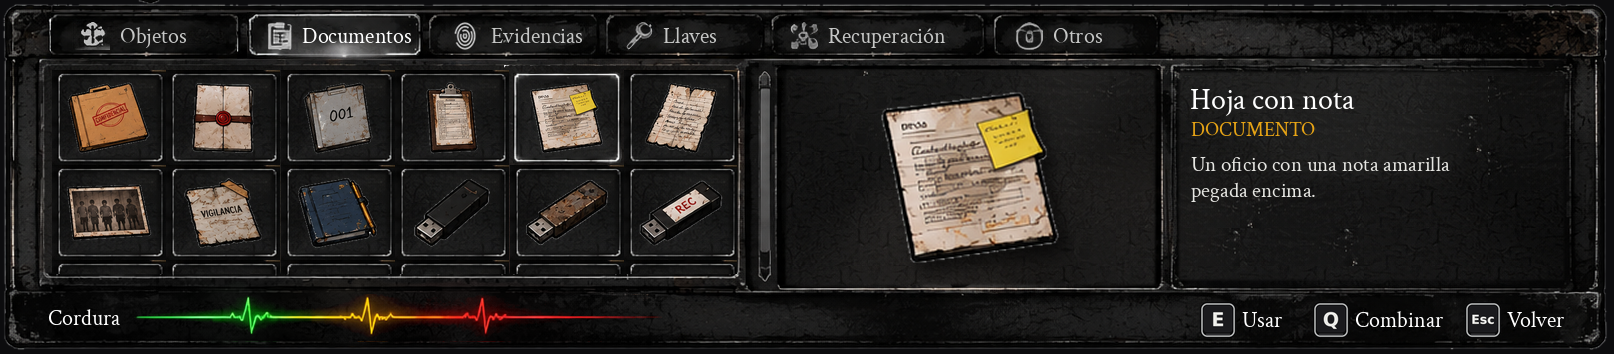 Objetos
Documentos
Evidencias
Llaves
Recuperación
Otros
CONFIDENCIAL
001
VIGILANCIA
REC
Hoja con nota
DOCUMENTO
Un oficio con una nota amarilla
pegada encima.
Cordura
E Usar
Q Combinar
Esc Volver